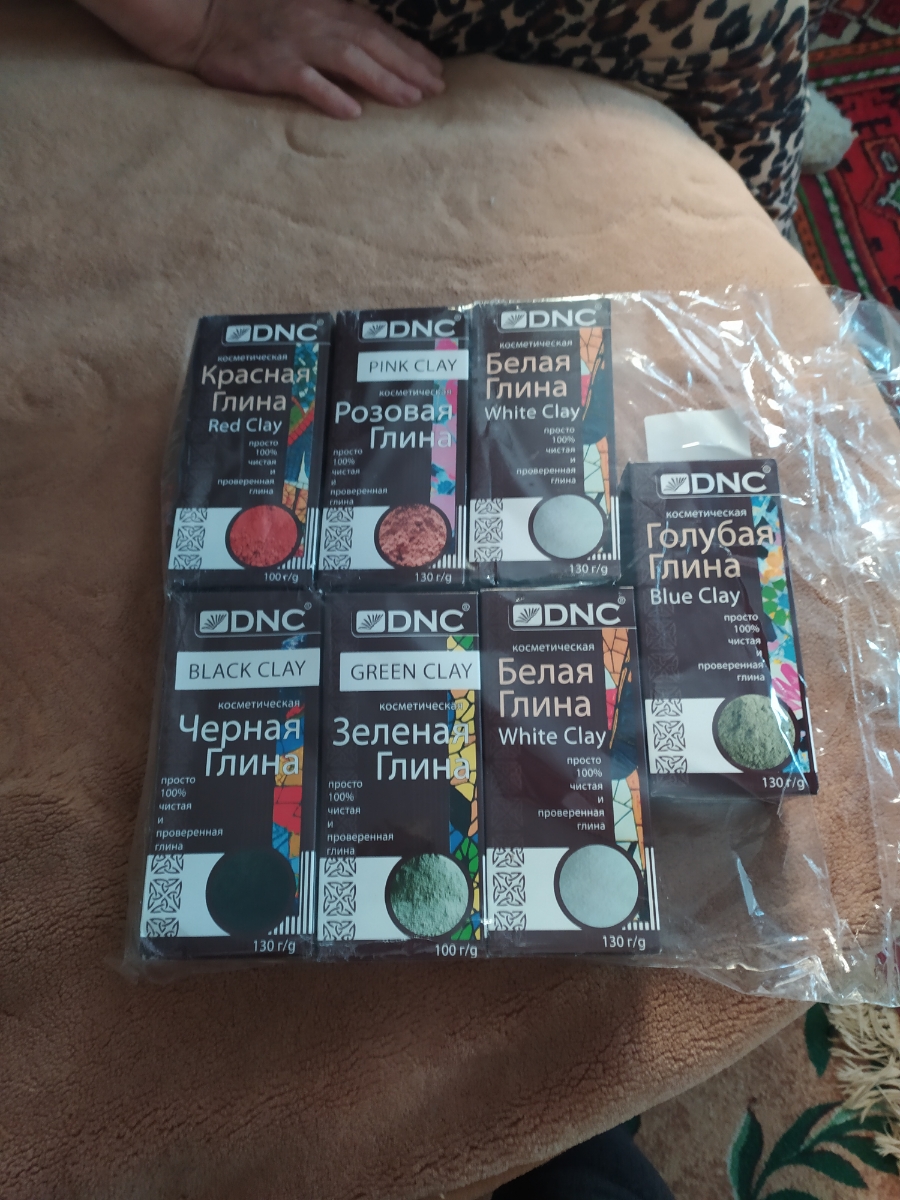 DNC®
косметическая
Красная
Глина
Red Clay
просто
100%
чистая
и
проверенная
глина
100 г/g
DNC®
PINK CLAY
косметическая
Розовая
Глина
просто
100%
чистая
и
проверенная
глина
130 г/g
DNC®
косметическая
Белая
Глина
White Clay
просто
100%
чистая
и
проверенная
глина
130 г/g
DNC®
косметическая
Голубая
Глина
Blue Clay
просто
100%
чистая
и
проверенная
глина
130 г/g
DNC®
BLACK CLAY
косметическая
Черная
Глина
просто
100%
чистая
и
проверенная
глина
130 г/g
DNC®
GREEN CLAY
косметическая
Зеленая
Глина
просто
100%
чистая
и
проверенная
глина
100 г/g
DNC®
косметическая
Белая
Глина
White Clay
просто
100%
чистая
и
проверенная
глина
130 г/g